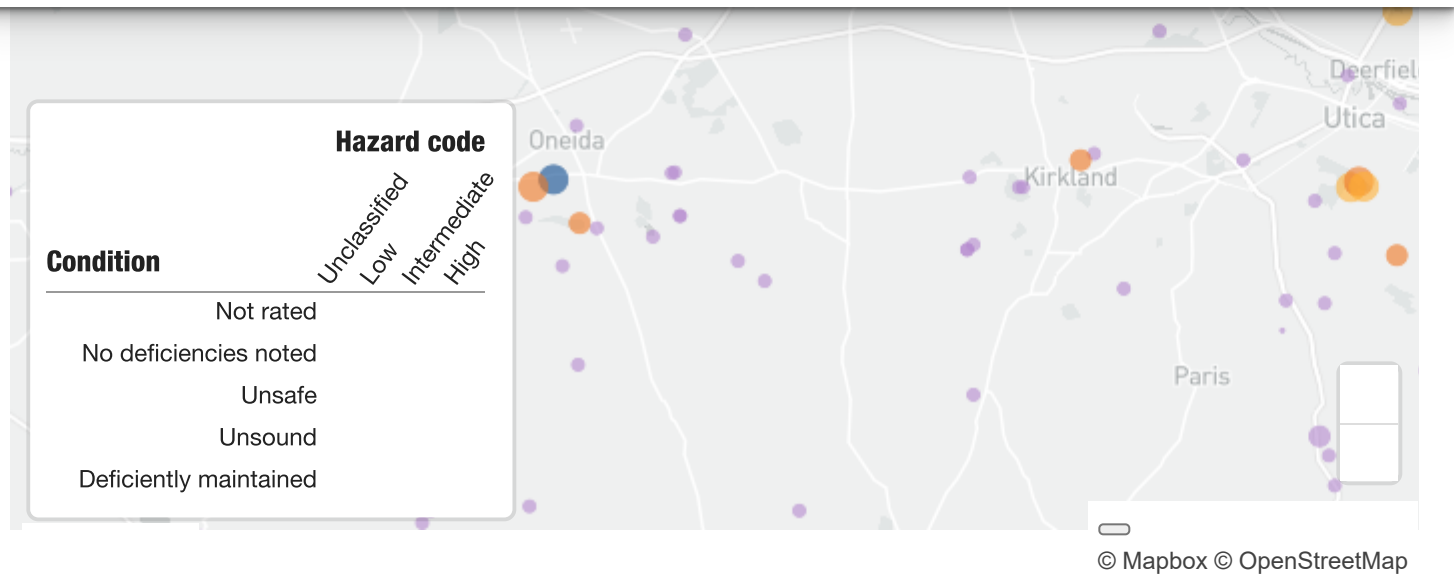 Deerfiel
Utica
Oneida
Kirkland
Paris
Hazard code
Unclassified
Low
Intermediate
High
Condition
Not rated
No deficiencies noted
Unsafe
Unsound
Deficiently maintained
© Mapbox © OpenStreetMap